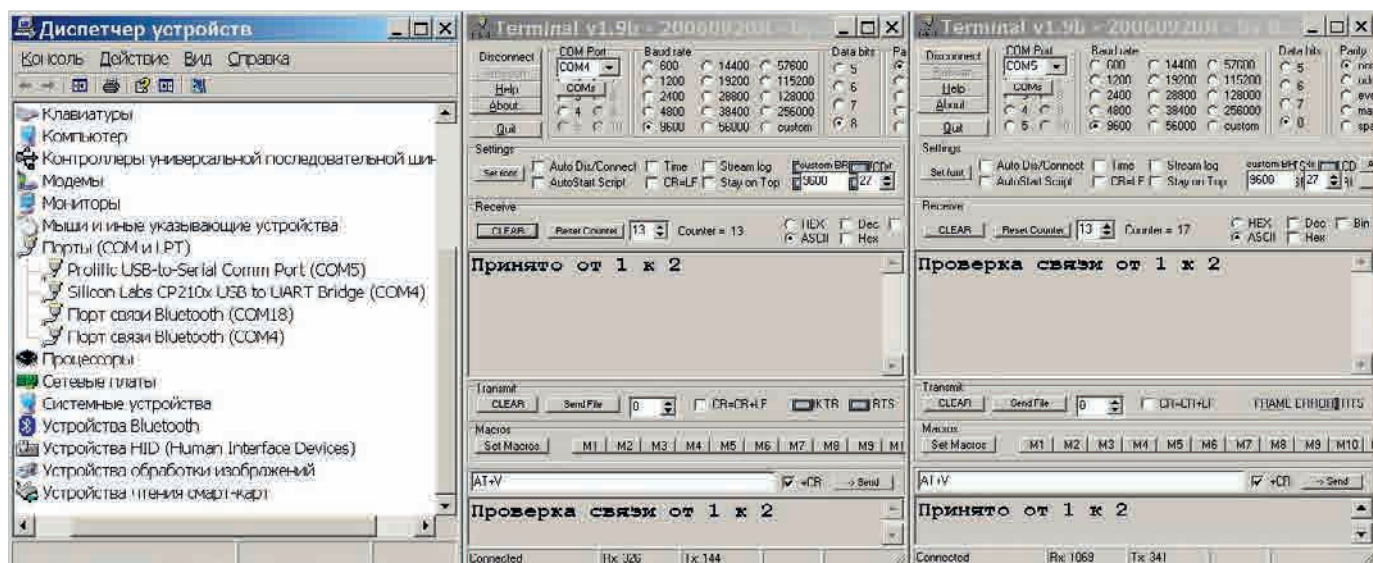 Диспетчер устройств
Консоль Действие Вид Справка
Клавиатуры
Компьютер
Контроллеры универсальной последовательной шин
Модемы
Мониторы
Мыши и иные указывающие устройства
Порты (COM и LPT)
Prolific USB-to-Serial Comm Port (COM5)
Silicon Labs CP210x USB to UART Bridge (COM4)
Порт связи Bluetooth (COM18)
Порт связи Bluetooth (COM4)
Процессоры
Сетевые платы
Системные устройства
Устройства Bluetooth
Устройства HID (Human Interface Devices)
Устройства обработки изображений
Устройства чтения смарт-карт
Terminal v1.9b - 20060920
Disconnect
Help
About
Quit
COM Port
COM4
COMs
Baud rate
600 14400 57600
1200 19200 115200
2400 28800 128000
4800 38400 256000
9600 56000 custom
Data bits
5
6
7
8
Settings
Set font
Auto Dis/Connect Time Stream log
AutoStart Script CR=LF Stay on Top
custom BR
9600 27
Receive
CLEAR Reset Counter 13 Counter = 13
HEX Dec
ASCII Hex
Принято от 1 к 2
Transmit
CLEAR Send File 0 CR=CR+LF RTS
Macros
Set Macros M1 M2 M3 M4 M5 M6 M7 M8 M9
AT+V +CR -> Send
Проверка связи от 1 к 2
Connected Rx: 326 Tx: 144
Terminal v1.9b - 20060920
Disconnect
Help
About
Quit
COM Port
COM5
COMs
Baud rate
600 14400 57600
1200 19200 115200
2400 28800 128000
4800 38400 256000
9600 56000 custom
Data bits
5
6
7
8
Parity
Settings
Set font
Auto Dis/Connect Time Stream log
AutoStart Script CR=LF Stay on Top
9600 27
Receive
CLEAR Reset Counter 13 Counter = 17
HEX Dec Bin
ASCII Hex
Проверка связи от 1 к 2
Transmit
CLEAR Send File 0 CR=CR+LF FRAME ERROR RTS
Macros
Set Macros M1 M2 M3 M4 M5 M6 M7 M8 M9 M10
AT+V +CR -> Send
Принято от 1 к 2
Connected Rx: 1069 Tx: 341